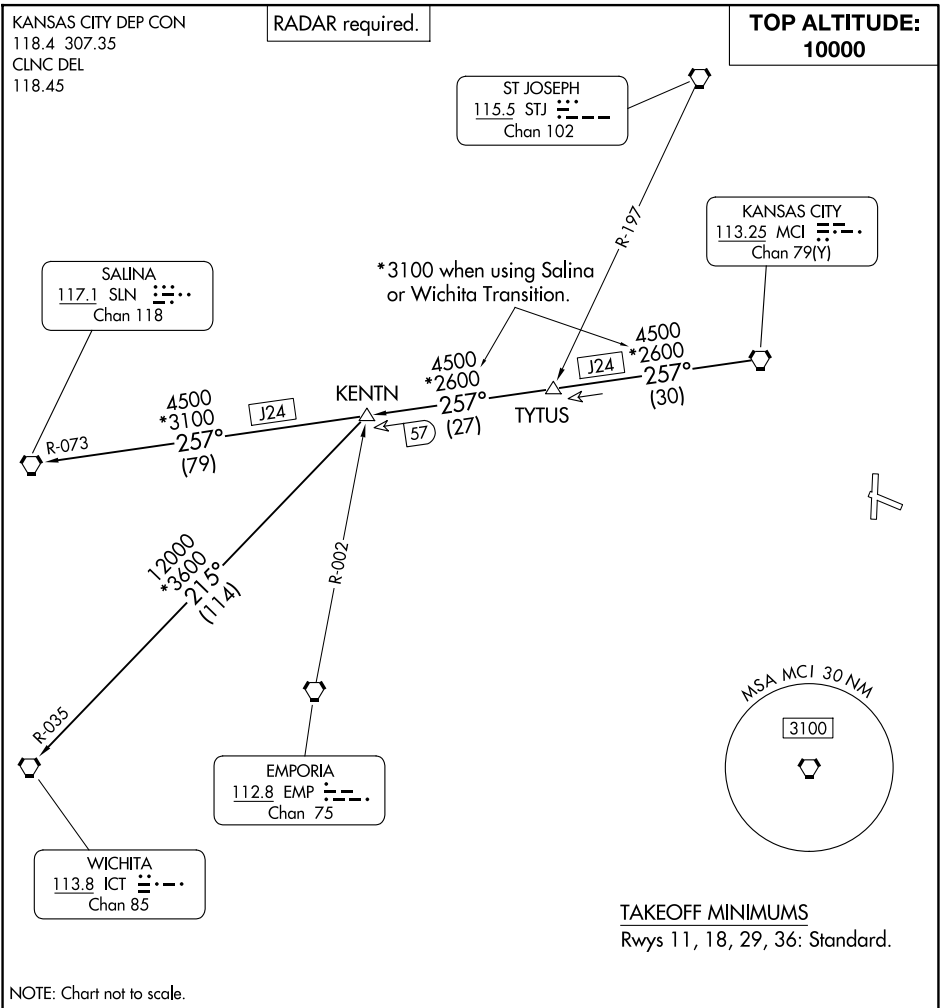 KANSAS CITY DEP CON
118.4 307.35
CLNC DEL
118.45
RADAR required.
TOP ALTITUDE:
10000
ST JOSEPH
115.5 STJ
Chan 102
R-197
KANSAS CITY
113.25 MCI
Chan 79(Y)
SALINA
117.1 SLN
Chan 118
*3100 when using Salina
or Wichita Transition.
4500
*2600
J24
257°
(30)
TYTUS
4500
*2600
257°
(27)
57
KENTN
4500
*3100
J24
257°
(79)
R-073
12000
*3600
215°
(114)
R-035
R-002
EMPORIA
112.8 EMP
Chan 75
WICHITA
113.8 ICT
Chan 85
MSA MCI 30 NM
3100
TAKEOFF MINIMUMS
Rwys 11, 18, 29, 36: Standard.
NOTE: Chart not to scale.